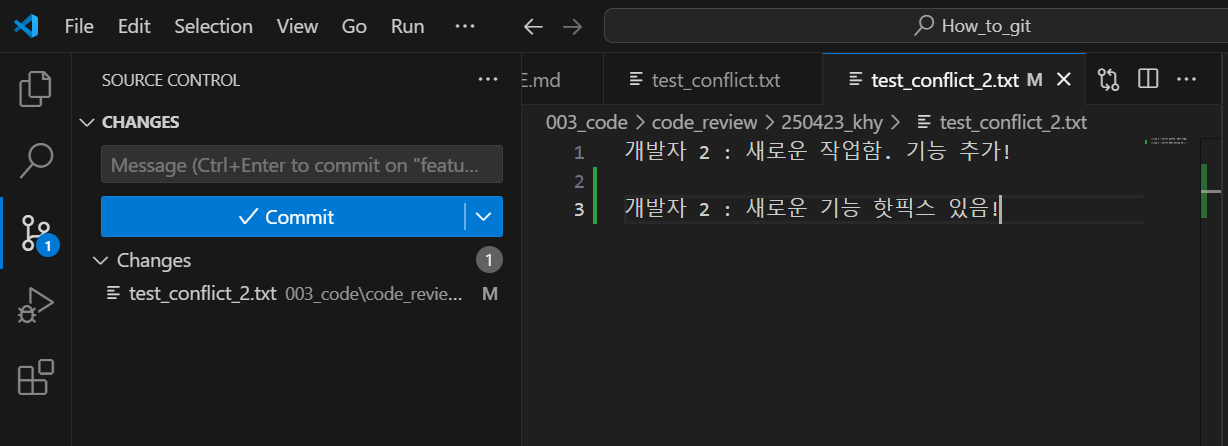 File Edit Selection View Go Run ...
How_to_git
SOURCE CONTROL ...
E.md test_conflict.txt test_conflict_2.txt M
CHANGES
003_code > code_review > 250423_khy > test_conflict_2.txt
Message (Ctrl+Enter to commit on "featu...
Commit
Changes 1
test_conflict_2.txt 003_code\code_revie... M
1
1 개발자 2 : 새로운 작업함. 기능 추가!
2
3 개발자 2 : 새로운 기능 핫픽스 있음!